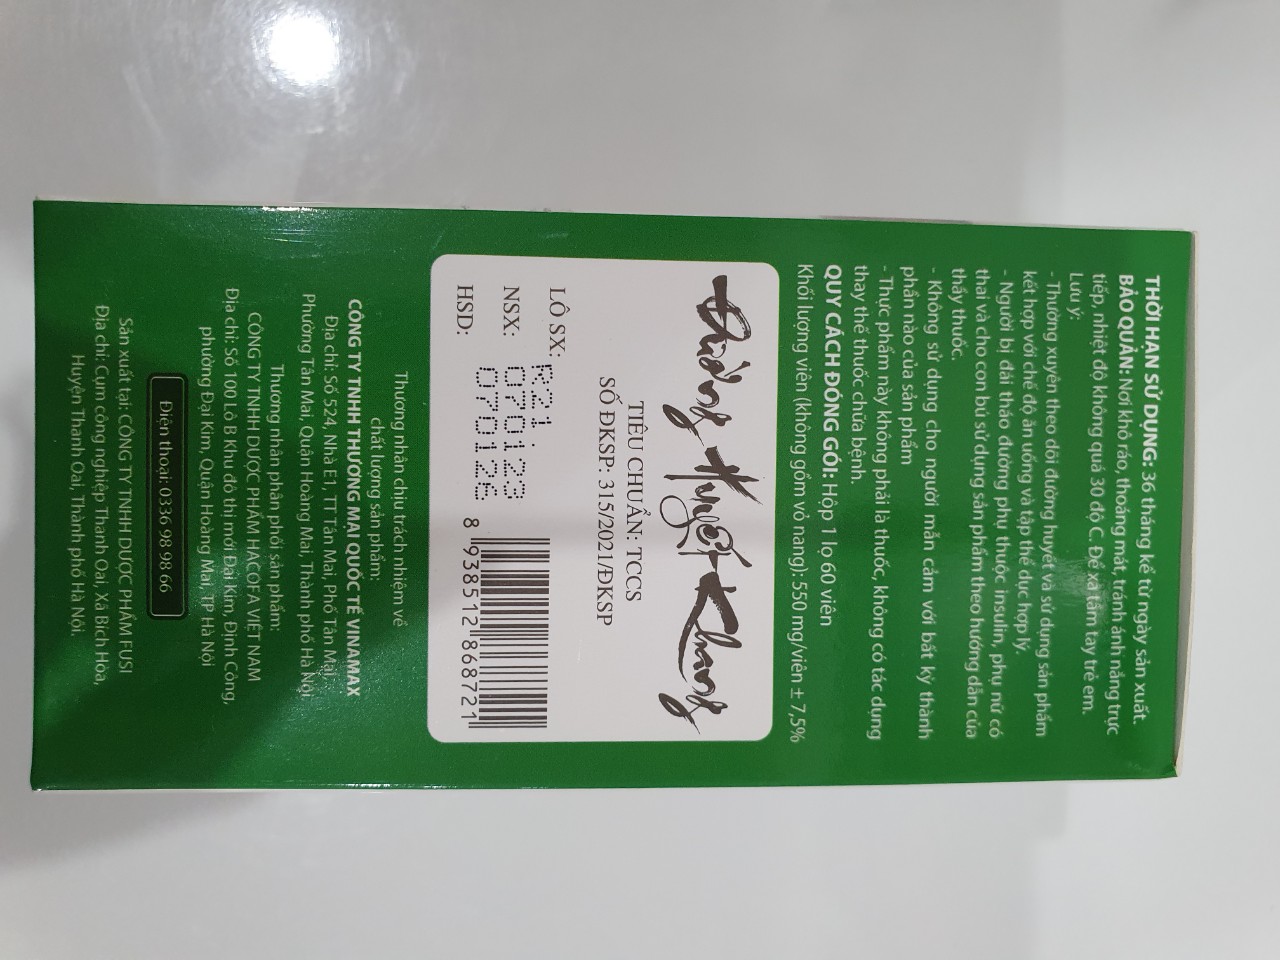 THỜI HẠN SỬ DỤNG: 36 tháng kể từ ngày sản xuất.
BẢO QUẢN: Nơi khô ráo, thoáng mát, tránh ánh nắng trực
tiếp, nhiệt độ không quá 30 độ C. Để xa tầm tay trẻ em.
Lưu ý:
- Thường xuyên theo dõi đường huyết và sử dụng sản phẩm
kết hợp với chế độ ăn uống và tập thể dục hợp lý.
- Người bị đái tháo đường phụ thuộc insulin, phụ nữ có
thai và cho con bú sử dụng sản phẩm theo hướng dẫn của
thầy thuốc.
- Không sử dụng cho người mẫn cảm với bất kỳ thành
phần nào của sản phẩm
- Thực phẩm này không phải là thuốc, không có tác dụng
thay thế thuốc chữa bệnh.
QUY CÁCH ĐÓNG GÓI: Hộp 1 lọ 60 viên
Khối lượng viên (không gồm vỏ nang): 550 mg/viên ± 7,5%
Đường Huyết Khang
TIÊU CHUẨN: TCCS
SỐ ĐKSP: 315/2021/ĐKSP
LÔ SX: K21.
NSX: 070123
HSD: 070126
8 938512 868721
Thương nhân chịu trách nhiệm về
chất lượng sản phẩm:
CÔNG TY TNHH THƯƠNG MẠI QUỐC TẾ VINAMAX
Địa chỉ: Số 524, Nhà E1, TT Tân Mai, Phố Tân Mai,
Phường Tân Mai, Quận Hoàng Mai, Thành phố Hà Nội
Thương nhân phân phối sản phẩm:
CÔNG TY TNHH DƯỢC PHẨM HACOFA VIỆT NAM
Địa chỉ: Số 100 Lô B Khu đô thị mới Đại Kim, Định Công,
phường Đại Kim, Quận Hoàng Mai, TP Hà Nội
Điện thoại: 0336 98 98 66
Sản xuất tại: CÔNG TY TNHH DƯỢC PHẨM FUSI
Địa chỉ: Cụm công nghiệp Thanh Oai, Xã Bích Hòa,
Huyện Thanh Oai, Thành phố Hà Nội.